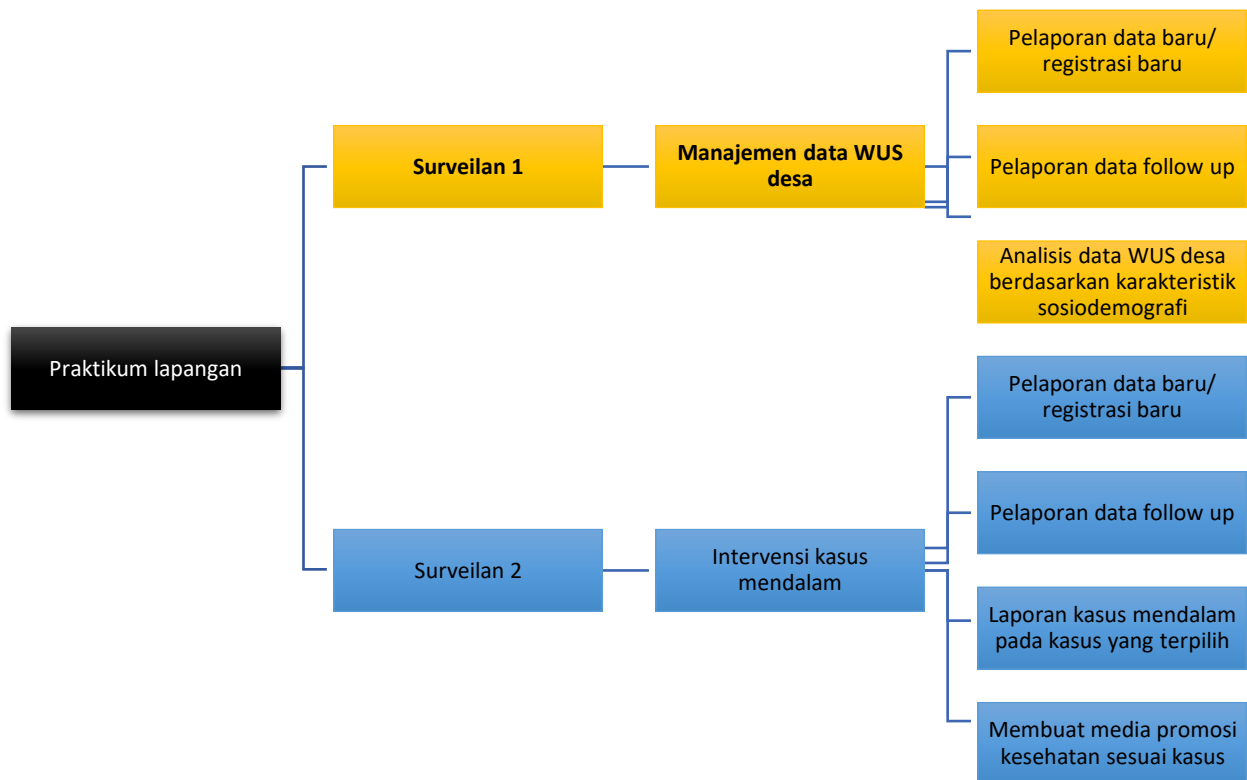 Praktikum lapangan
Surveilan 1
Manajemen data WUS
desa
Pelaporan data baru/
registrasi baru
Pelaporan data follow up
Analisis data WUS desa
berdasarkan karakteristik
sosiodemografi
Surveilan 2
Intervensi kasus
mendalam
Pelaporan data baru/
registrasi baru
Pelaporan data follow up
Laporan kasus mendalam
pada kasus yang terpilih
Membuat media promosi
kesehatan sesuai kasus